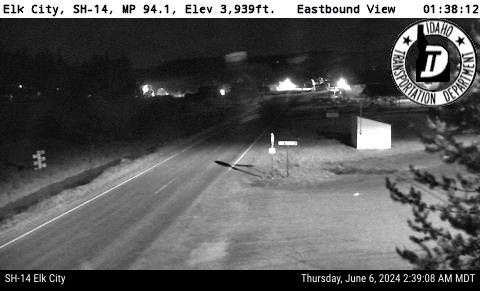 Elk City, SH-14, MP 94.1, Elev 3,939ft.   Eastbound View   01:38:12
IDAHO
TRANSPORTATION DEPARTMENT
SH-14 Elk City   Thursday, June 6, 2024 2:39:08 AM MDT